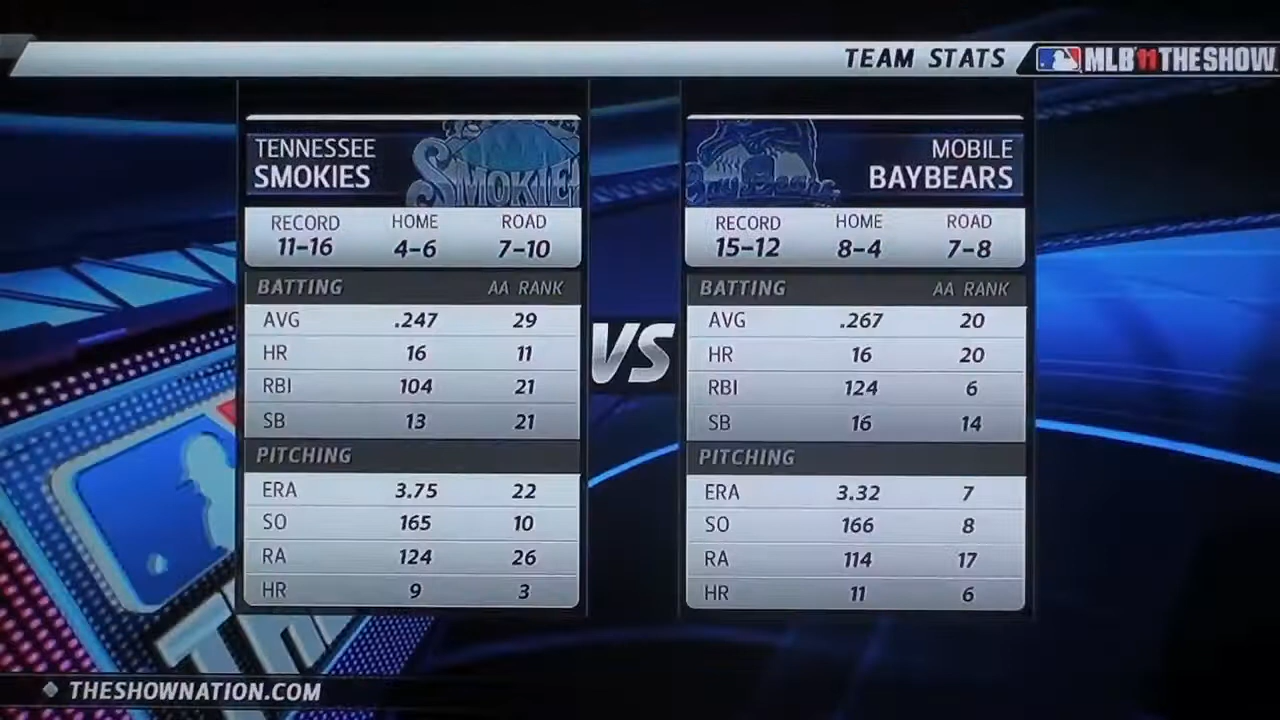 TEAM STATS
MLB 11 THE SHOW
TENNESSEE
SMOKIES
SMOKIE
RECORD HOME ROAD
11-16 4-6 7-10
BATTING AA RANK
AVG .247 29
HR 16 11
RBI 104 21
SB 13 21
PITCHING
ERA 3.75 22
SO 165 10
RA 124 26
HR 9 3
VS
MOBILE
BAYBEARS
RECORD HOME ROAD
15-12 8-4 7-8
BATTING AA RANK
AVG .267 20
HR 16 20
RBI 124 6
SB 16 14
PITCHING
ERA 3.32 7
SO 166 8
RA 114 17
HR 11 6
THESHOWNATION.COM